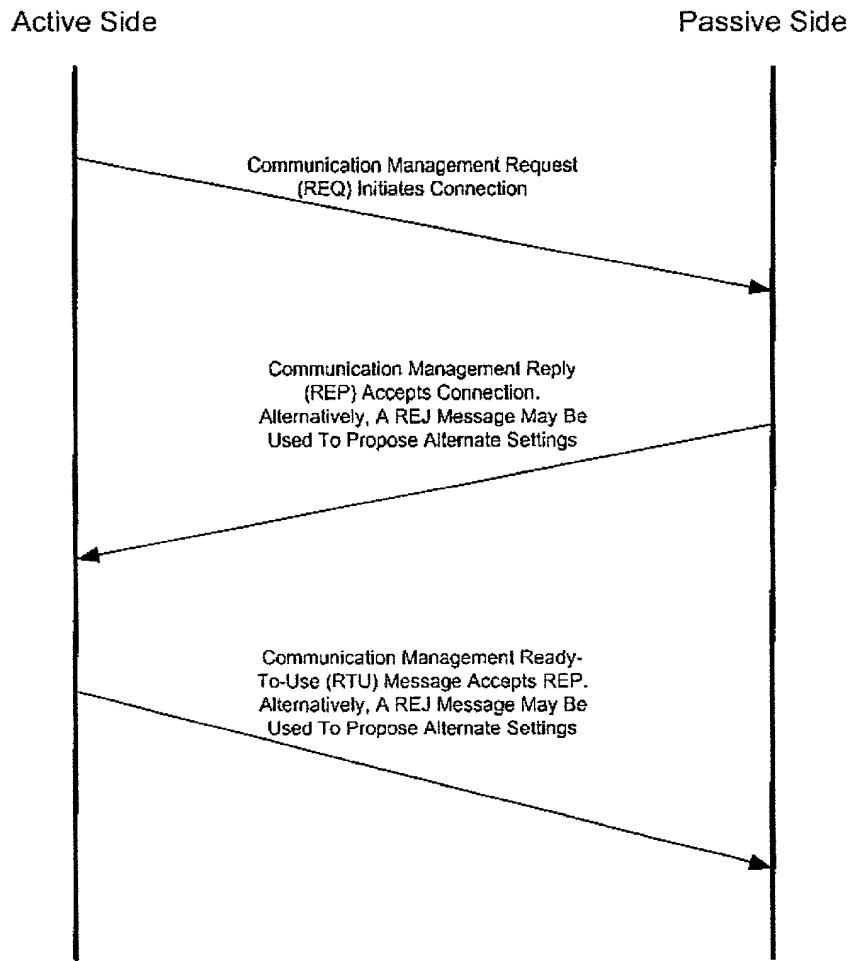 Active Side
Passive Side
Communication Management Request
(REQ) Initiates Connection
Communication Management Reply
(REP) Accepts Connection.
Alternatively, A REJ Message May Be
Used To Propose Alternate Settings
Communication Management Ready-
To-Use (RTU) Message Accepts REP.
Alternatively, A REJ Message May Be
Used To Propose Alternate Settings